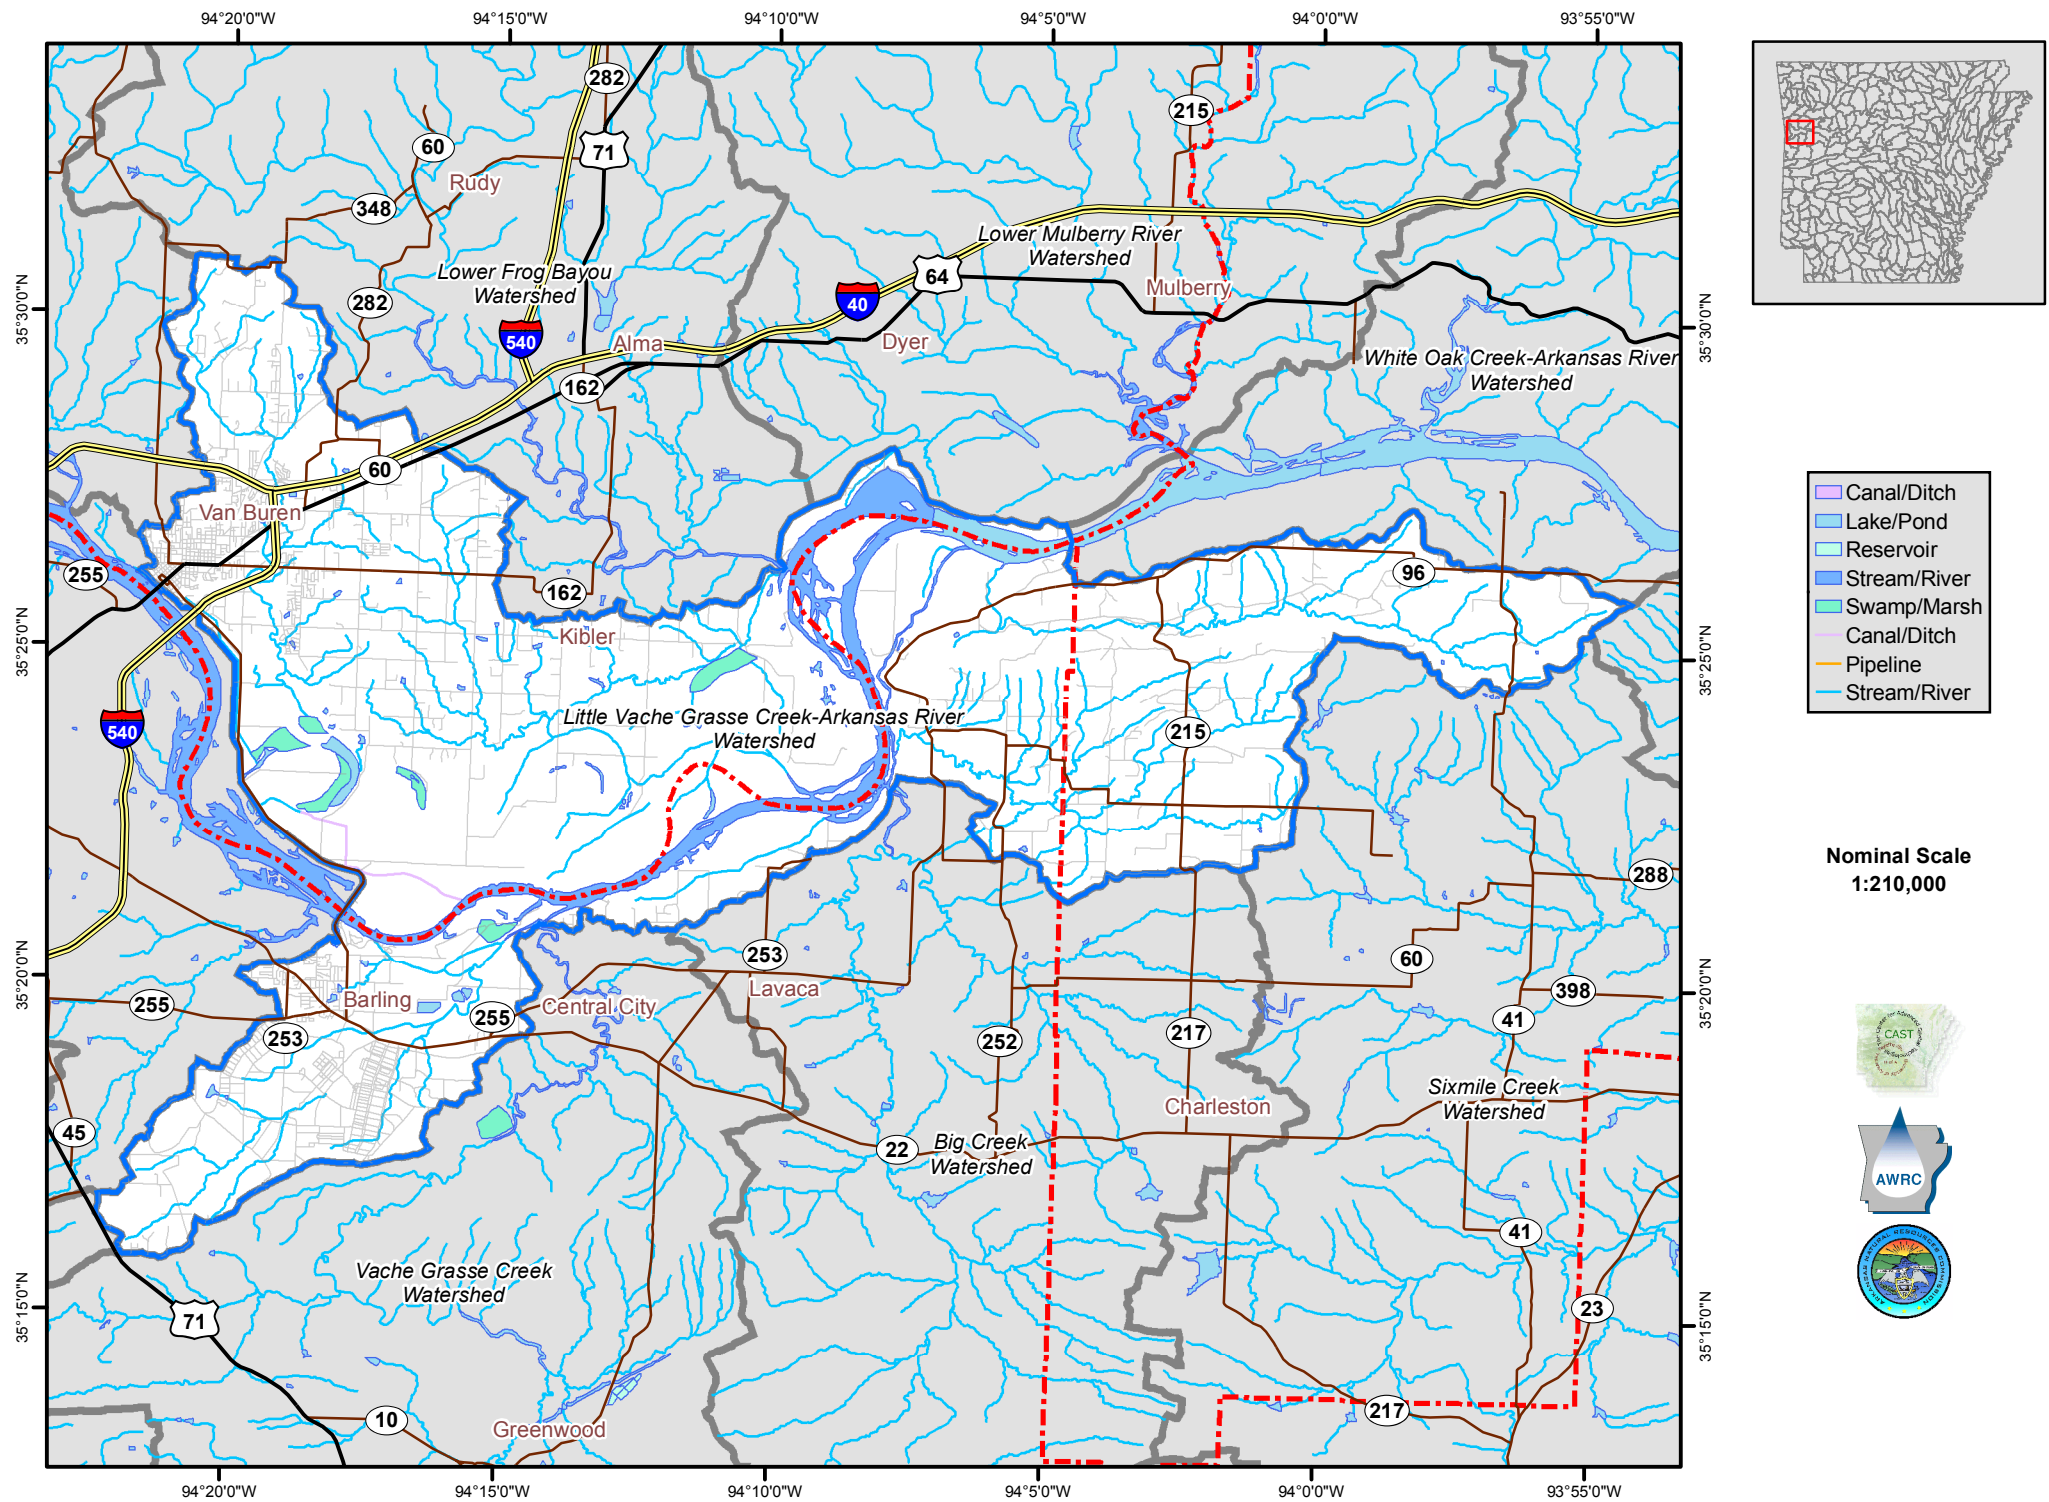 94°20'0"W
94°15'0"W
94°10'0"W
94°5'0"W
94°0'0"W
93°55'0"W
282
215
71
60
Rudy
348
Lower Mulberry River
Watershed
Lower Frog Bayou
Watershed
64
Mulberry
40
282
35°30'0"N
35°30'0"N
540
Alma
Dyer
White Oak Creek-Arkansas River
Watershed
162
60
Van Buren
255
96
162
Kibler
35°25'0"N
35°25'0"N
540
Little Vache Grasse Creek-Arkansas River
Watershed
215
288
253
60
35°20'0"N
35°20'0"N
Lavaca
398
255
Barling
Central City
255
41
253
252
217
Sixmile Creek
Watershed
Charleston
45
22
Big Creek
Watershed
41
Vache Grasse Creek
Watershed
35°15'0"N
35°15'0"N
71
23
10
217
Greenwood
94°20'0"W
94°15'0"W
94°10'0"W
94°5'0"W
94°0'0"W
93°55'0"W
Canal/Ditch
Lake/Pond
Reservoir
Stream/River
Swamp/Marsh
Canal/Ditch
Pipeline
Stream/River
Nominal Scale
1:210,000
CAST
AWRC
ARKANSAS NATURAL RESOURCES COMMISSION